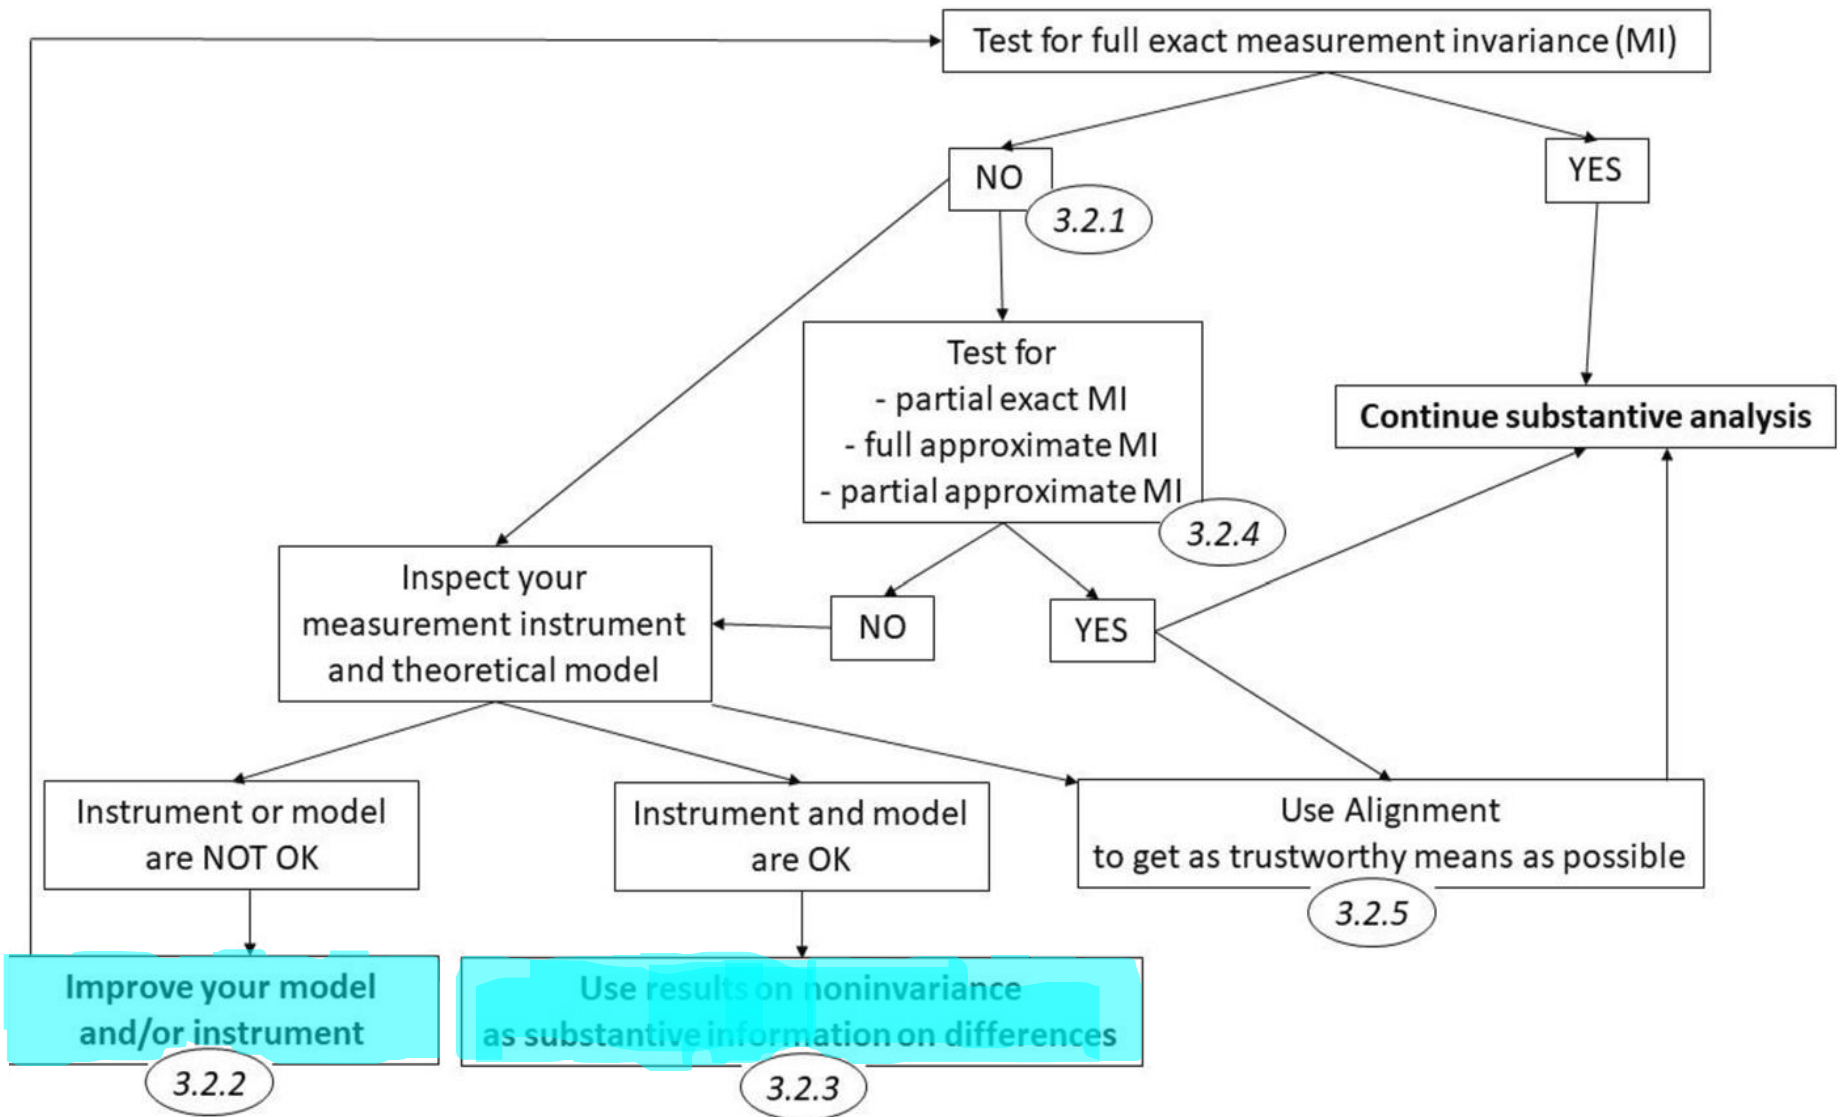 Test for full exact measurement invariance (MI)
NO
YES
3.2.1
Test for
- partial exact MI
- full approximate MI
- partial approximate MI
Continue substantive analysis
3.2.4
Inspect your
measurement instrument
and theoretical model
NO
YES
Instrument or model
are NOT OK
Instrument and model
are OK
Use Alignment
to get as trustworthy means as possible
3.2.5
Improve your model
and/or instrument
Use results on noninvariance
as substantive information on differences
3.2.2
3.2.3